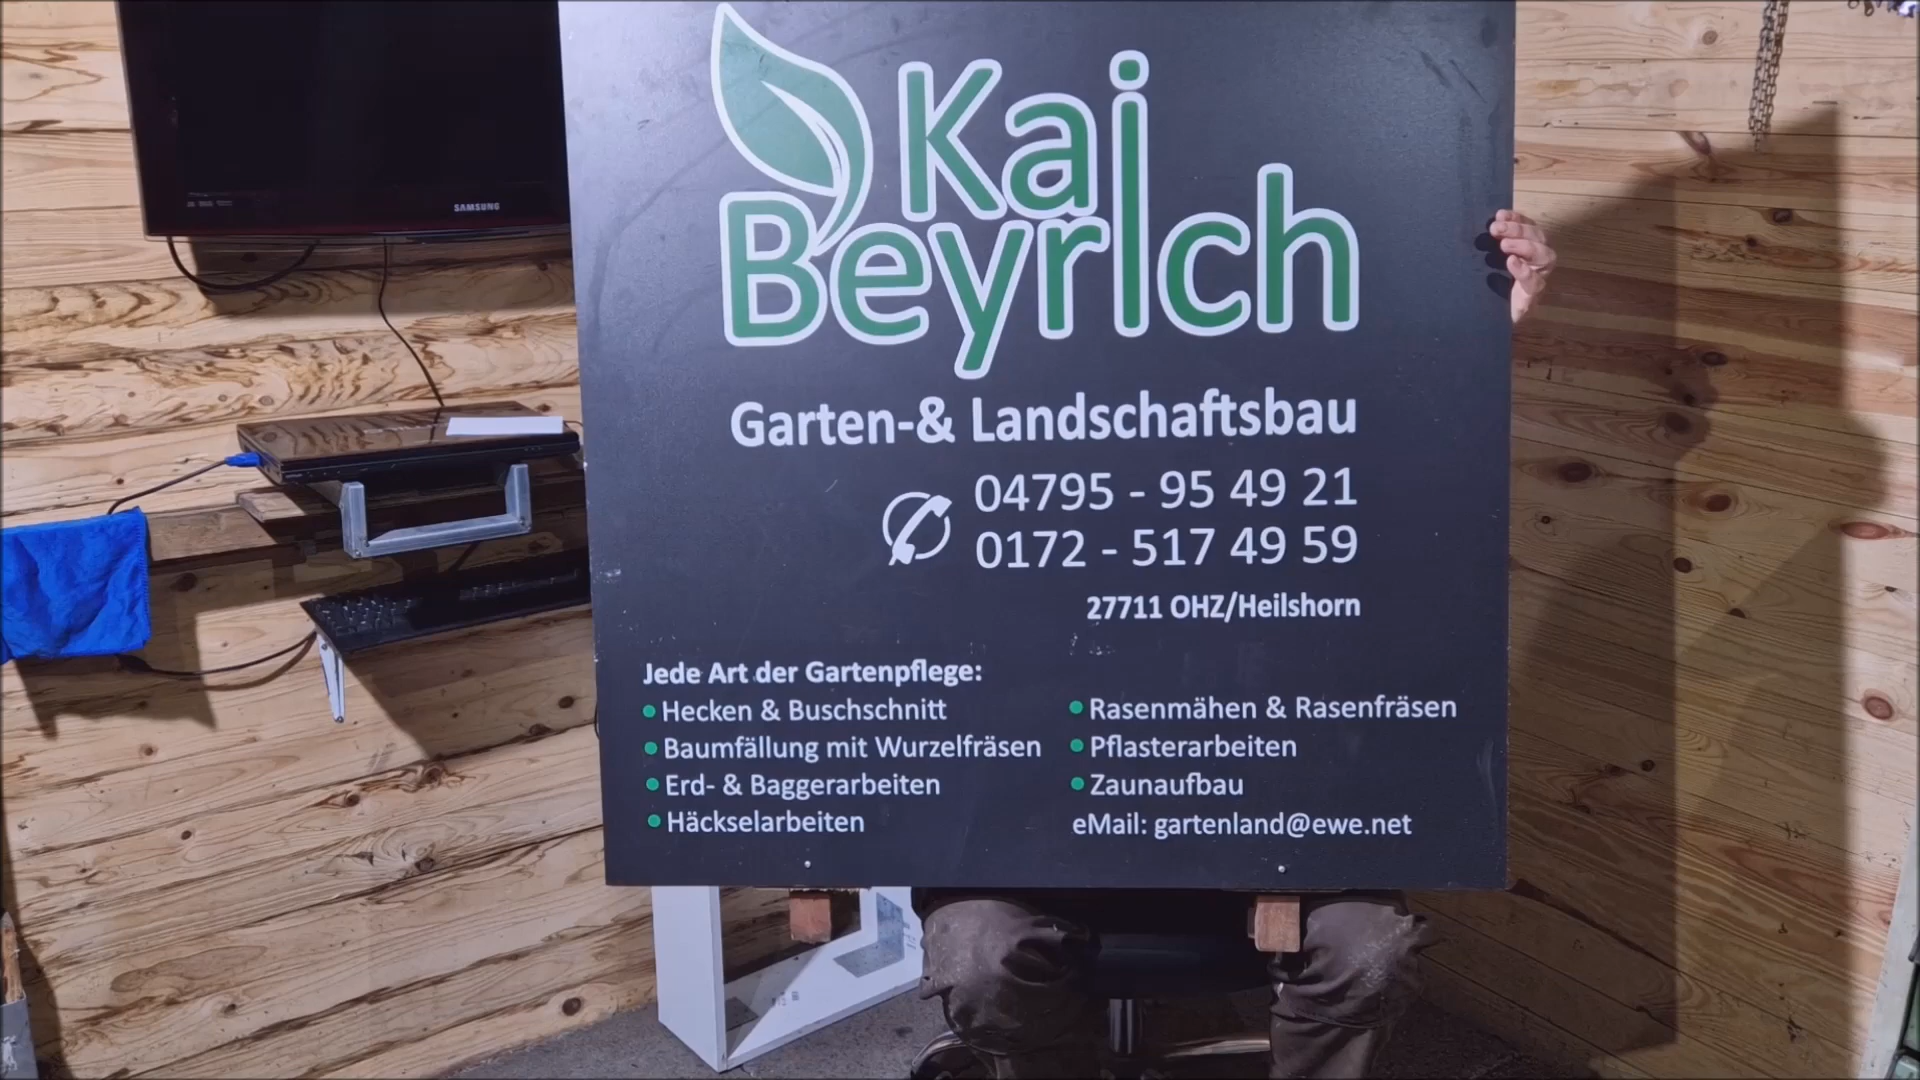 SAMSUNG
Kai
Beyrich
Garten-& Landschaftsbau
04795 - 95 49 21
0172 - 517 49 59
27711 OHZ/Heilshorn
Jede Art der Gartenpflege:
Hecken & Buschschnitt
Baumfällung mit Wurzelfräsen
Erd- & Baggerarbeiten
Häckselarbeiten
Rasenmähen & Rasenfräsen
Pflasterarbeiten
Zaunaufbau
eMail: gartenland@ewe.net